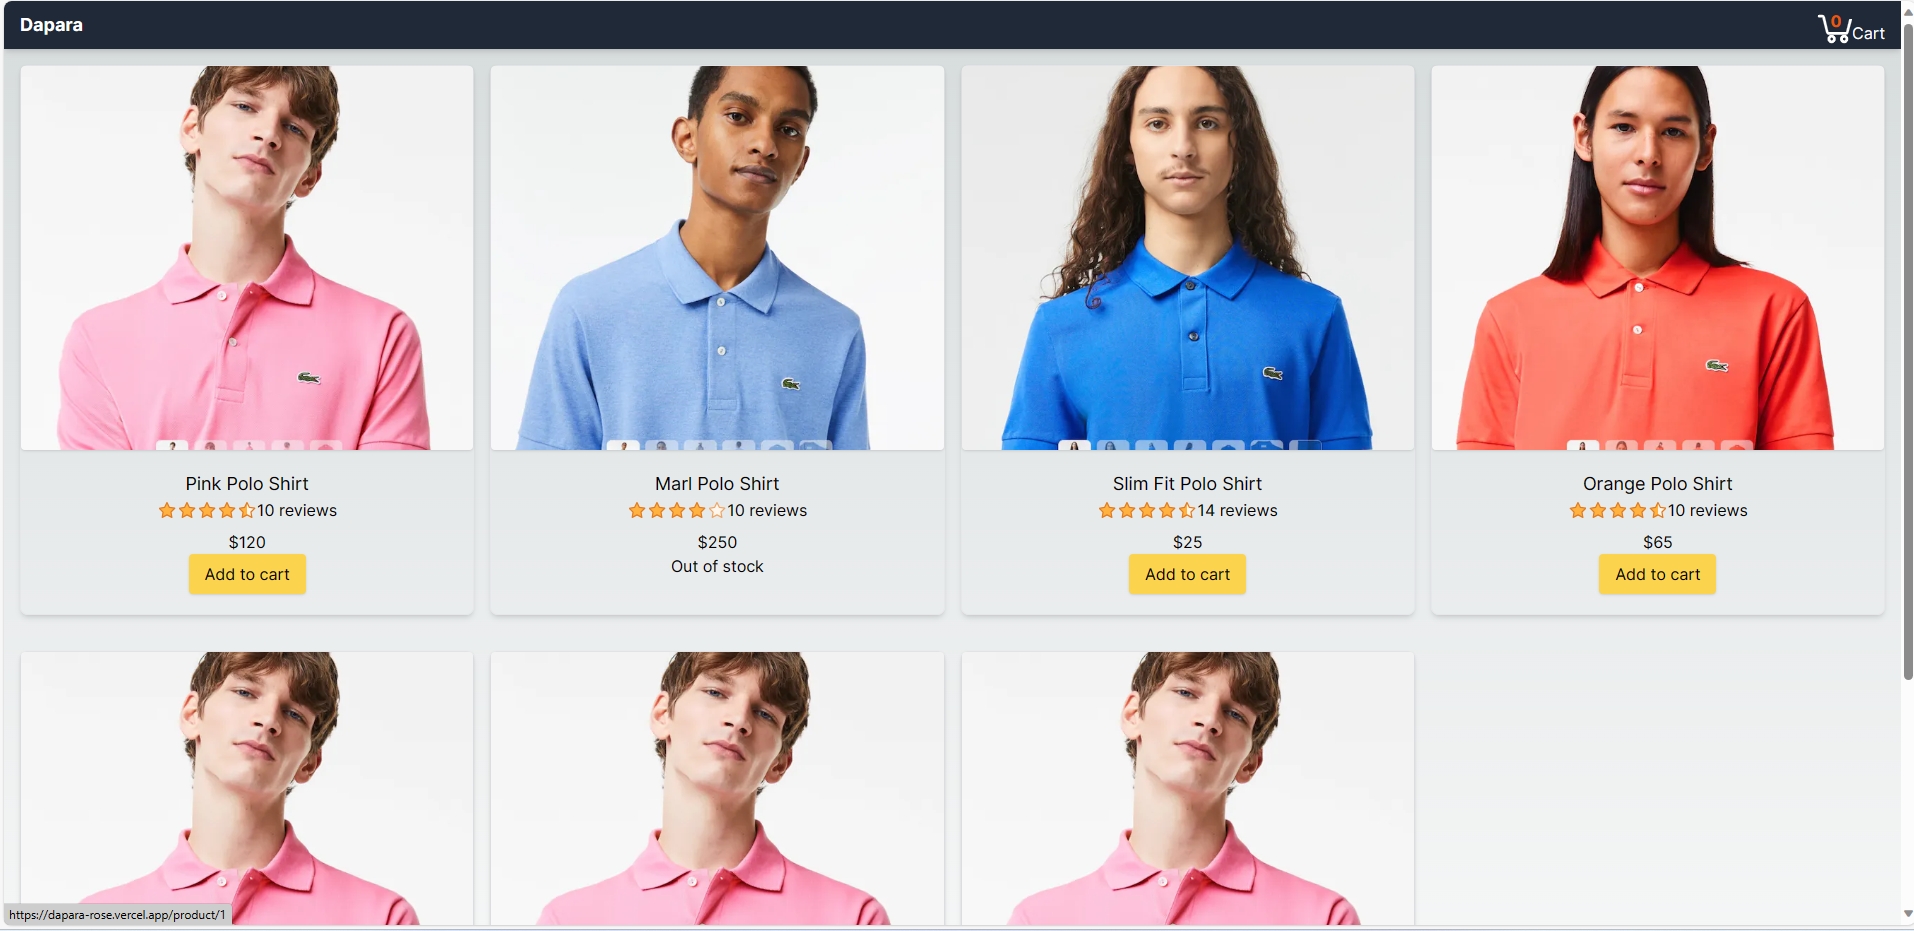 Dapara
0
Cart
Pink Polo Shirt
10 reviews
$120
Add to cart
Marl Polo Shirt
10 reviews
$250
Out of stock
Slim Fit Polo Shirt
14 reviews
$25
Add to cart
Orange Polo Shirt
10 reviews
$65
Add to cart
https://dapara-rose.vercel.app/product/1